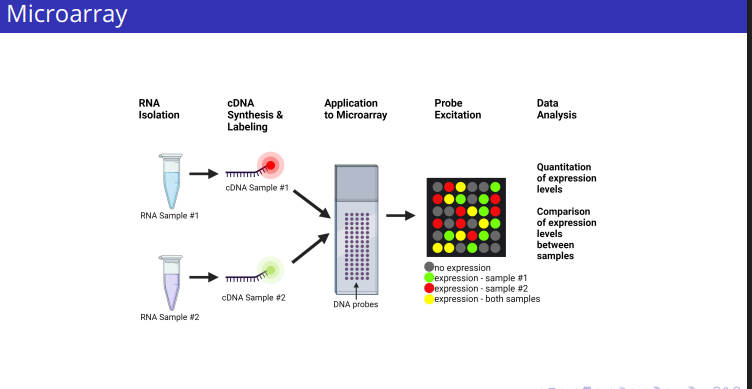 Microarray
RNA
Isolation
cDNA
Synthesis &
Labeling
Application
to Microarray
Probe
Excitation
Data
Analysis
RNA Sample #1
cDNA Sample #1
RNA Sample #2
cDNA Sample #2
DNA probes
no expression
expression - sample #1
expression - sample #2
expression - both samples
Quantitation
of expression
levels
Comparison
of expression
levels
between
samples